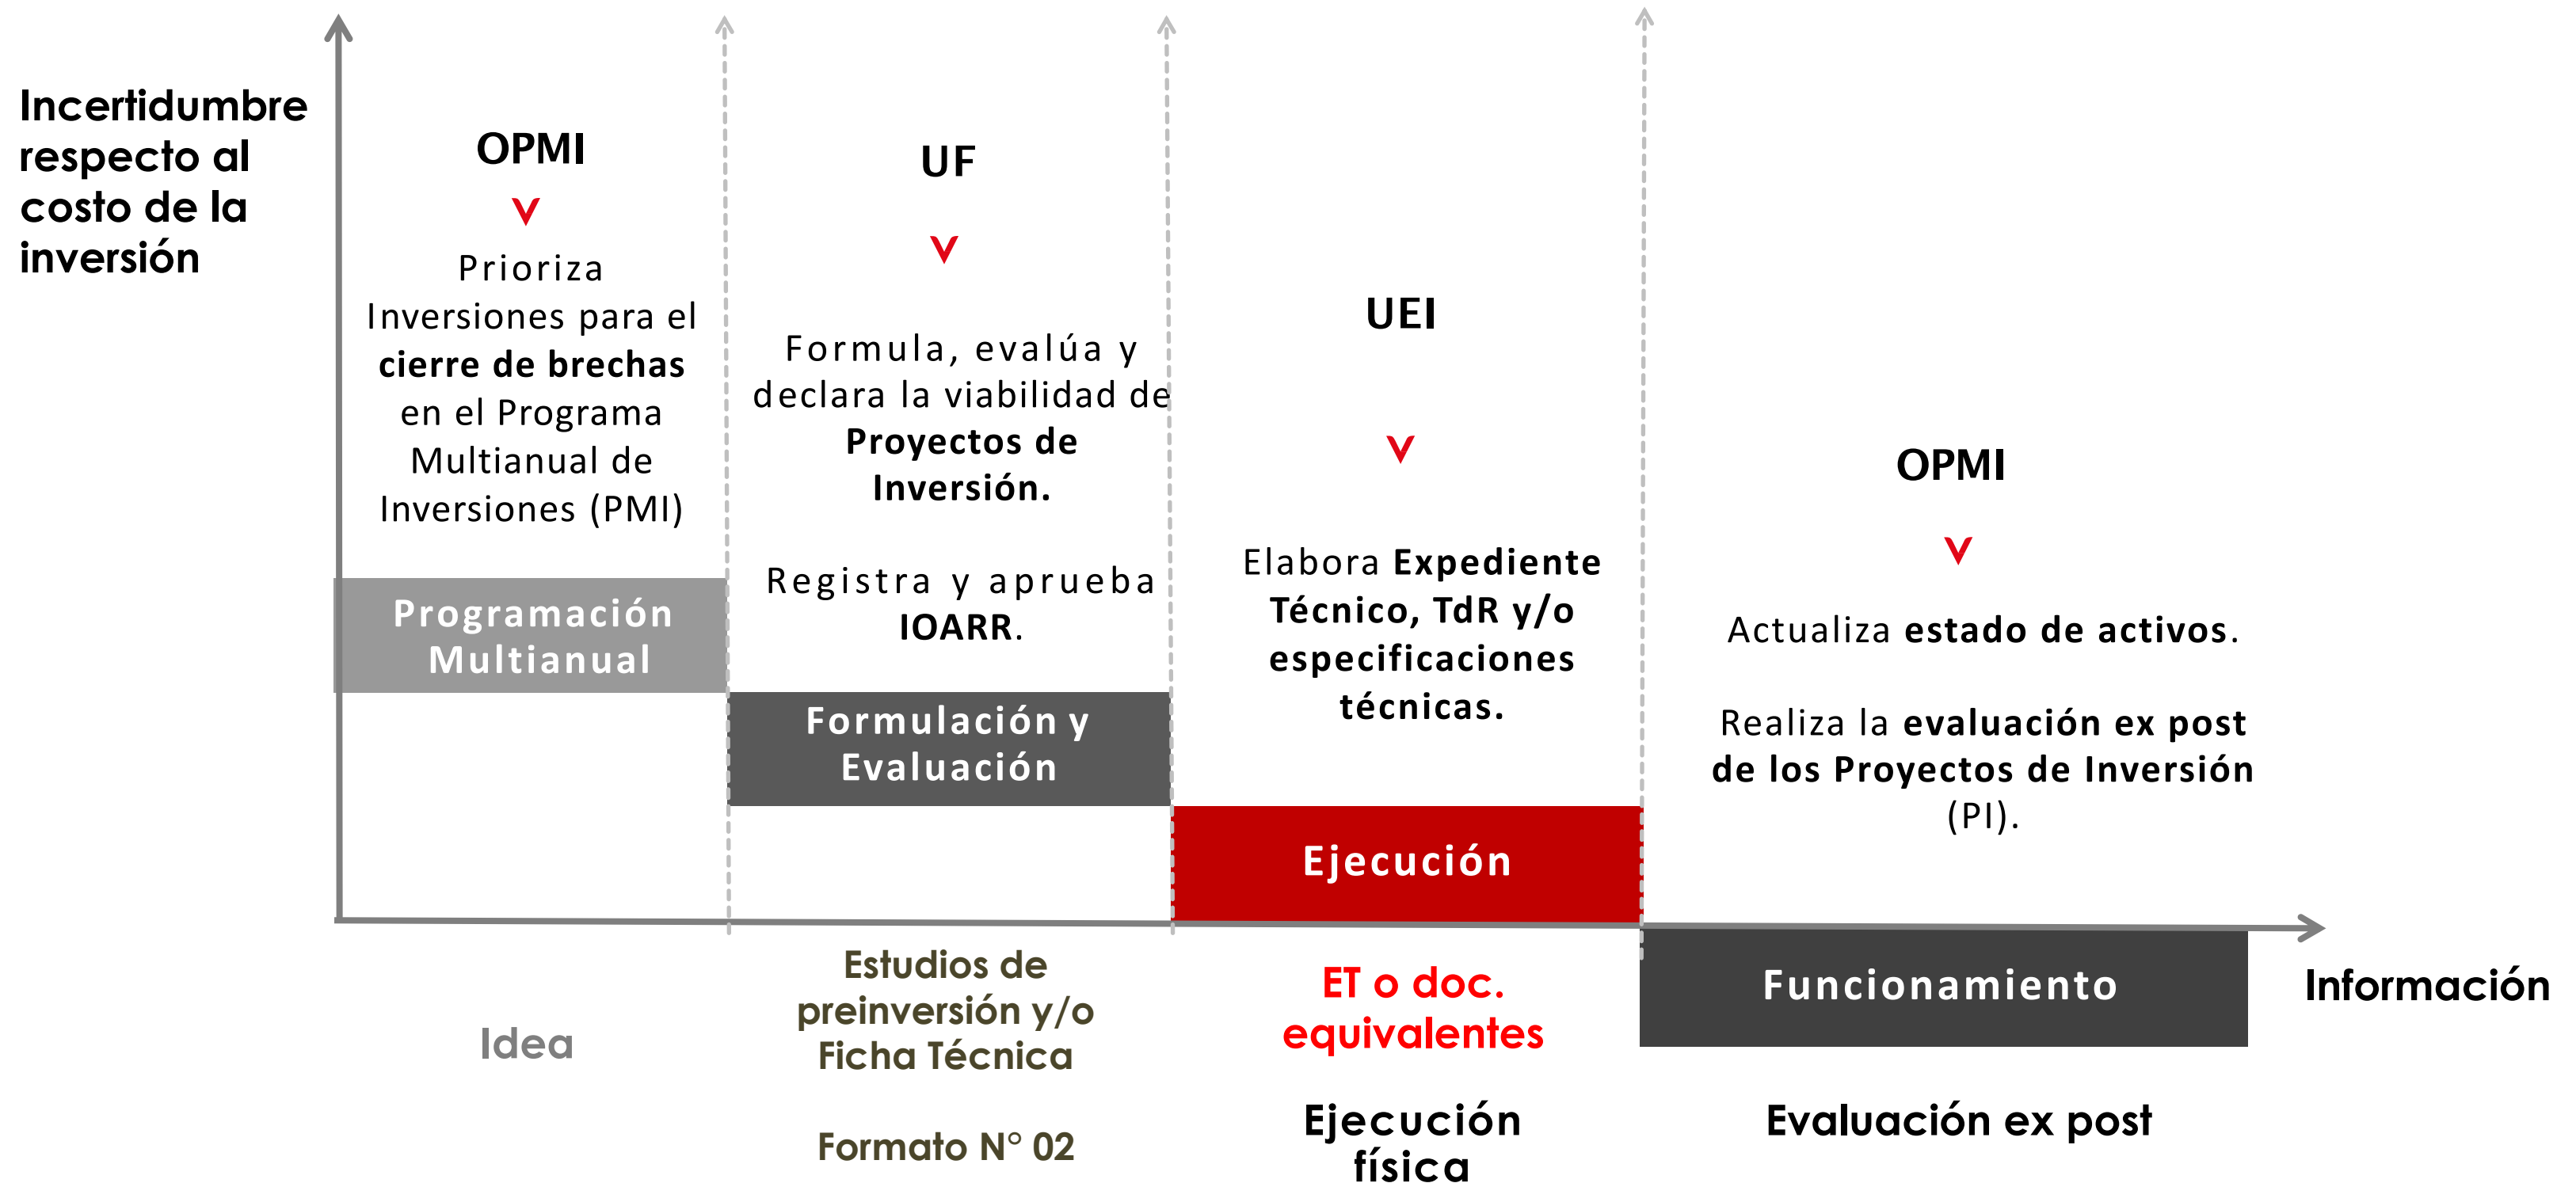 Incertidumbre
respecto al
costo de la
inversión
OPMI
Prioriza
Inversiones para el
cierre de brechas
en el Programa
Multianual de
Inversiones (PMI)
Programación
Multianual
Idea
UF
Formula, evalúa y
declara la viabilidad de
Proyectos de
Inversión.
Registra y aprueba
IOARR.
Formulación y
Evaluación
Estudios de
preinversión y/o
Ficha Técnica
Formato N° 02
UEI
Elabora Expediente
Técnico, TdR y/o
especificaciones
técnicas.
Ejecución
ET o doc.
equivalentes
Ejecución
física
OPMI
Actualiza estado de activos.
Realiza la evaluación ex post
de los Proyectos de Inversión
(PI).
Funcionamiento
Evaluación ex post
Información